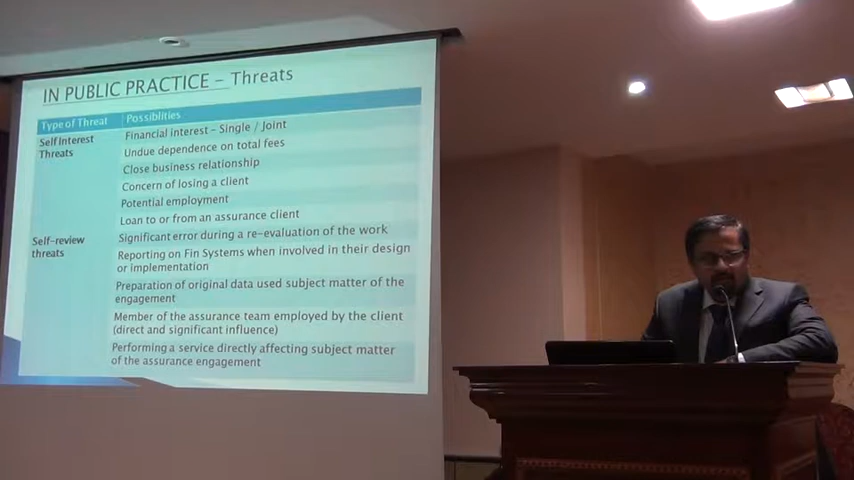 IN PUBLIC PRACTICE – Threats
Type of Threat Possiblities
Self Interest Threats Financial interest – Single / Joint
Undue dependence on total fees
Close business relationship
Concern of losing a client
Potential employment
Loan to or from an assurance client
Self-review threats Significant error during a re-evaluation of the work
Reporting on Fin Systems when involved in their design
or implementation
Preparation of original data used subject matter of the
engagement
Member of the assurance team employed by the client
(direct and significant influence)
Performing a service directly affecting subject matter
of the assurance engagement